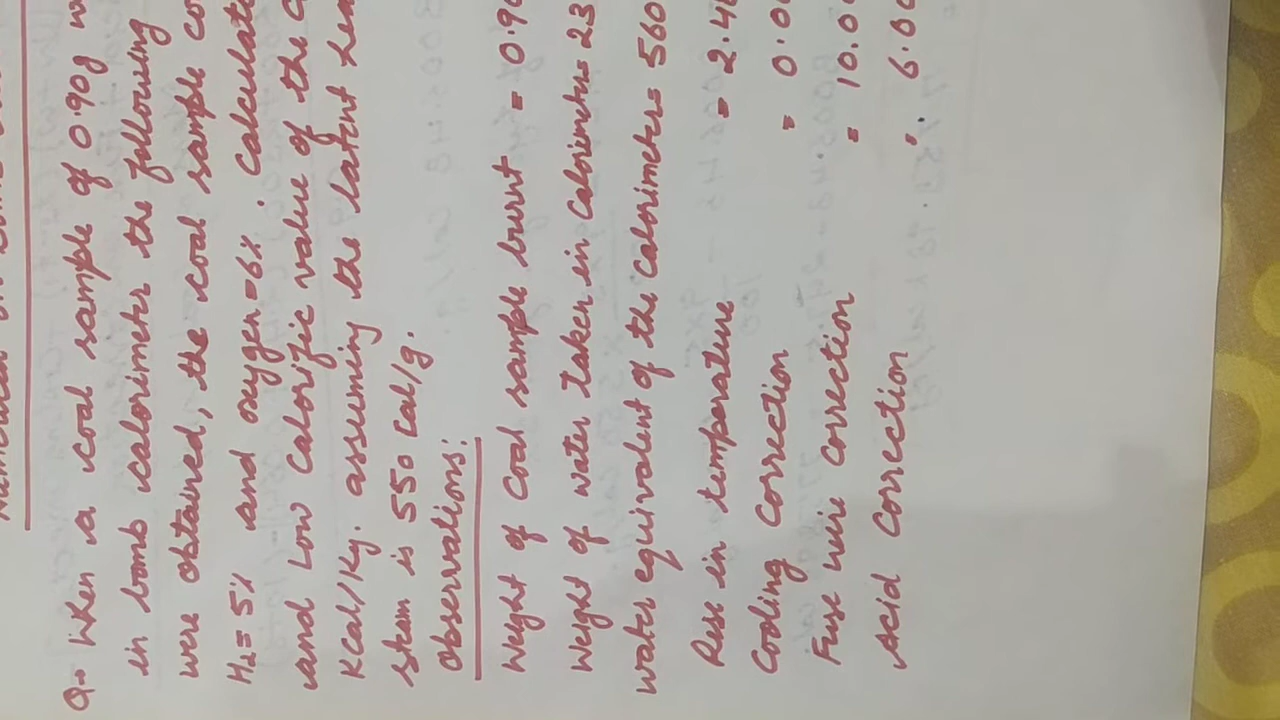 Q→ When a coal sample of 0.90g w
in bomb calorimeter the following
were obtained, the coal sample co
H₂ = 5% and oxygen = 6%. Calculate
and Low Calorific value of the
Kcal/Kg. assuming the latent hea
steam is 550 cal/g.
Observations:
Weight of Coal sample burnt = 0.90
Weight of water taken in Calorimeter = 23
water equivalent of the Calorimeter = 560
Rise in temperature = 2.4
Cooling correction = 0.0
Fuse wire correction = 10.0
Acid Correction = 6.00